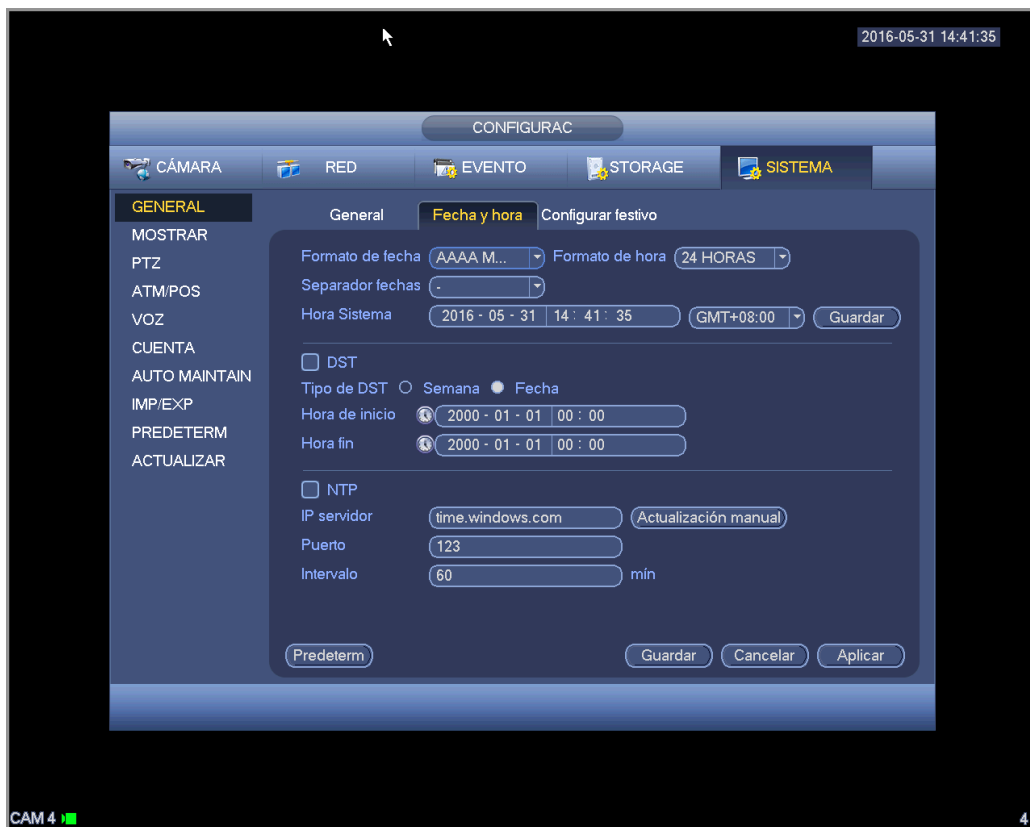 2016-05-31 14:41:35
CONFIGURAC
CÁMARA RED EVENTO STORAGE SISTEMA
GENERAL
MOSTRAR
PTZ
ATM/POS
VOZ
CUENTA
AUTO MAINTAIN
IMP/EXP
PREDETERM
ACTUALIZAR
General Fecha y hora Configurar festivo
Formato de fecha AAAA M... Formato de hora 24 HORAS
Separador fechas -
Hora Sistema 2016 - 05 - 31 14 : 41 : 35 GMT+08:00 Guardar
DST
Tipo de DST Semana Fecha
Hora de inicio 2000 - 01 - 01 00 : 00
Hora fin 2000 - 01 - 01 00 : 00
NTP
IP servidor time.windows.com Actualización manual
Puerto 123
Intervalo 60 mín
Predeterm Guardar Cancelar Aplicar
CAM 4 4